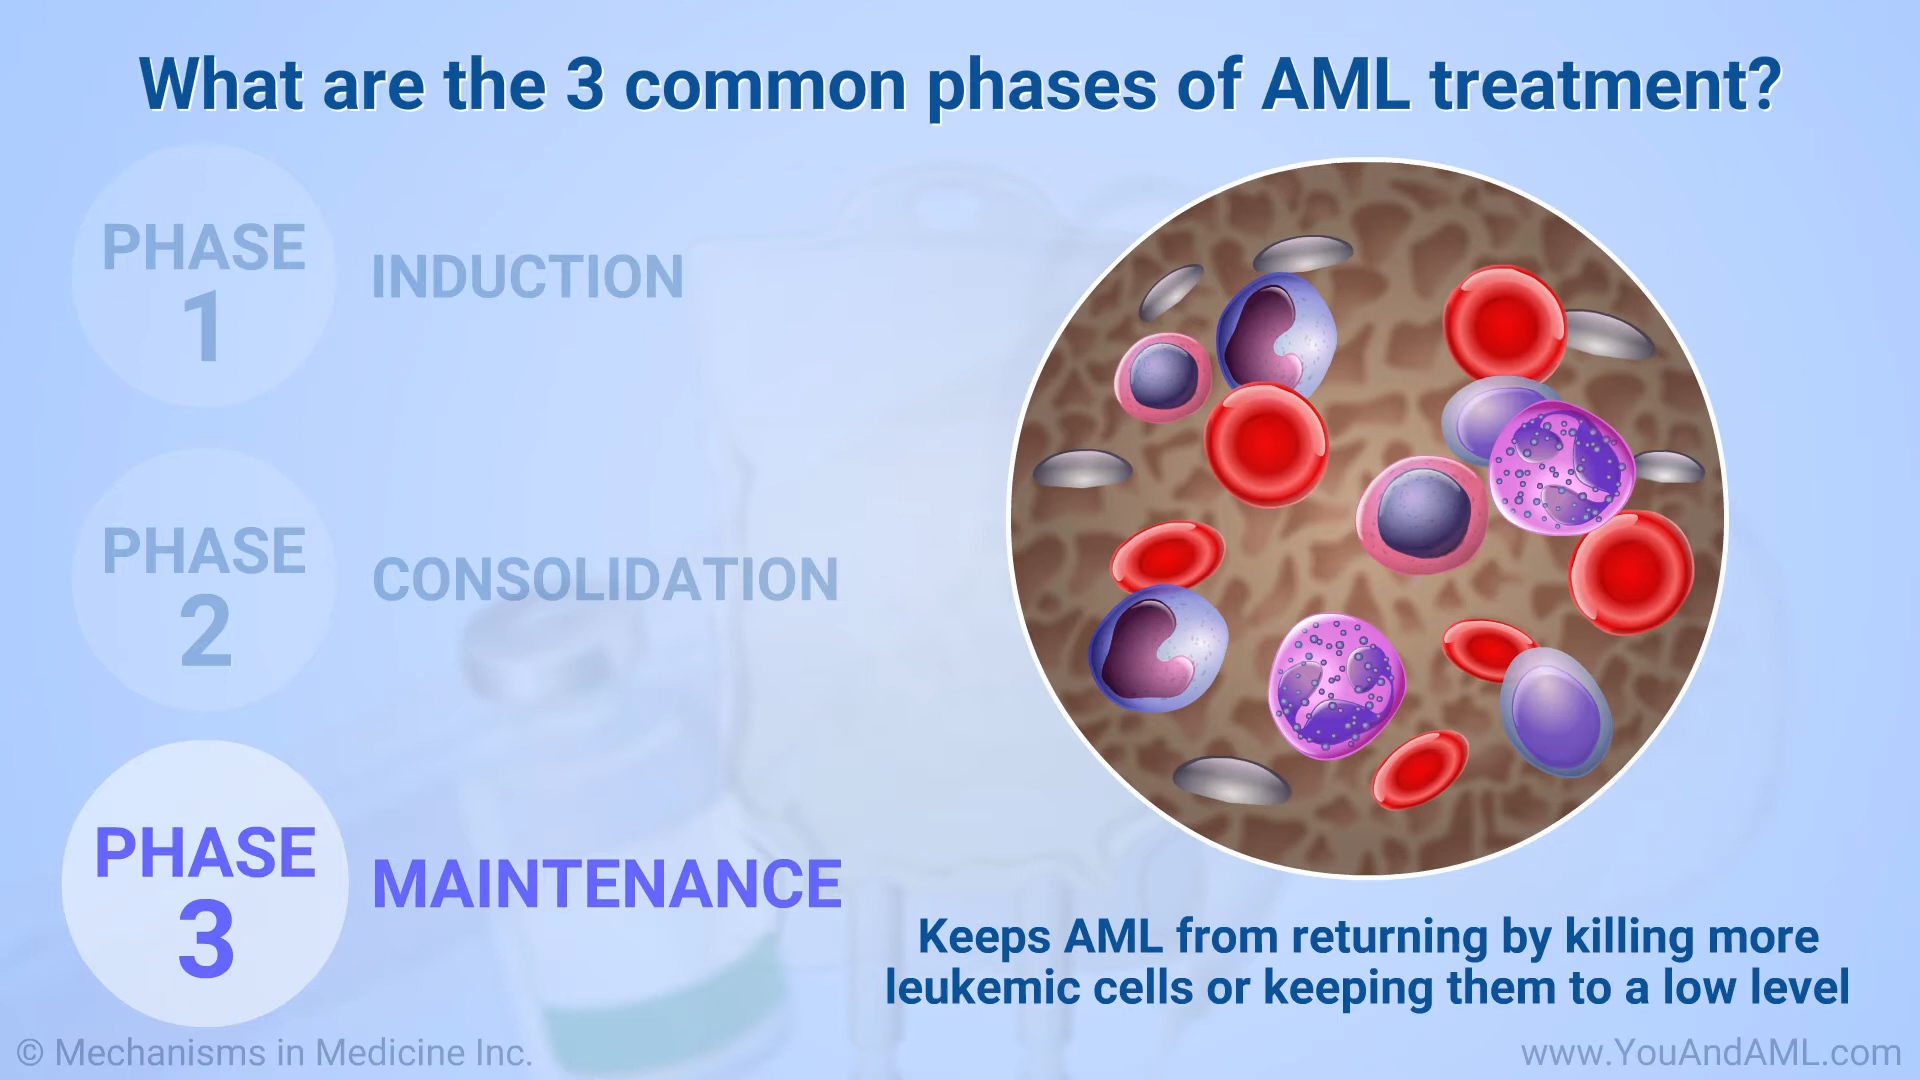 What are the 3 common phases of AML treatment?
PHASE
1
INDUCTION
PHASE
2
CONSOLIDATION
PHASE
3
MAINTENANCE
Keeps AML from returning by killing more
leukemic cells or keeping them to a low level
© Mechanisms in Medicine Inc.
www.YouAndAML.com